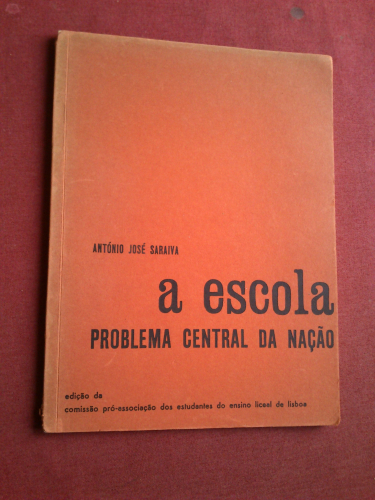 ANTÓNIO JOSÉ SARAIVA
a escola
PROBLEMA CENTRAL DA NAÇÃO
edição da
comissão pró-associação dos estudantes do ensino liceal de lisboa